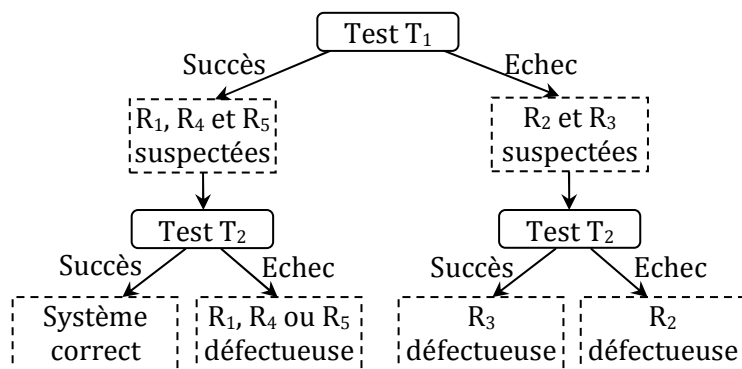 Test T₁
Succès Echec
R₁, R₄ et R₅ R₂ et R₃
suspectées suspectées
Test T₂ Test T₂
Succès Echec Succès Echec
Système R₁, R₄ ou R₅ R₃ R₂
correct défectueuse défectueuse défectueuse